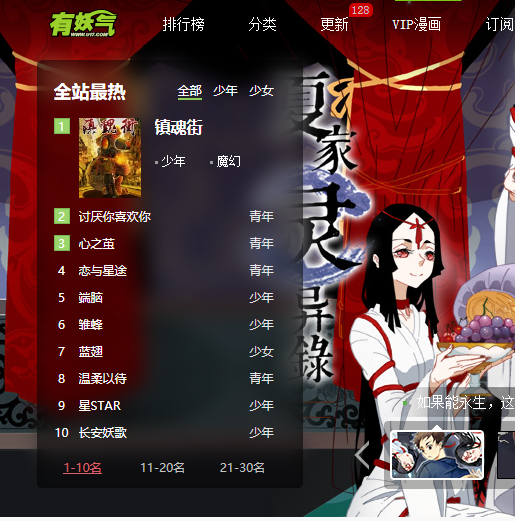 有妖气
WWW.U17.COM
排行榜 分类 更新 128 VIP漫画 订阅
全站最热 全部 少年 少女
1 镇魂街
镇魂街
少年 魔幻
2 讨厌你喜欢你 青年
3 心之茧 青年
4 恋与星途 青年
5 端脑 少年
6 雏蜂 少年
7 蓝翅 少女
8 温柔以待 青年
9 星STAR 少年
10 长安妖歌 少年
1-10名 11-20名 21-30名
夏家
灵
异錄
如果能永生，这